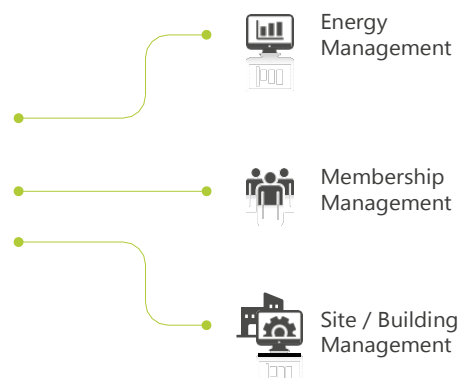 Energy
Management
Membership
Management
Site / Building
Management